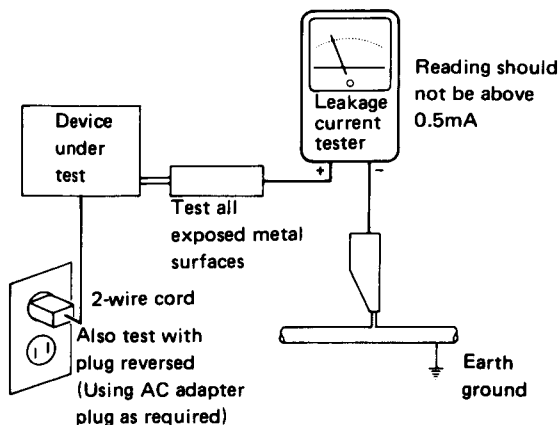 Reading should
not be above
0.5mA
Leakage
current
tester
+ -
Device
under
test
Test all
exposed metal
surfaces
2-wire cord
Also test with
plug reversed
(Using AC adapter
plug as required)
Earth
ground